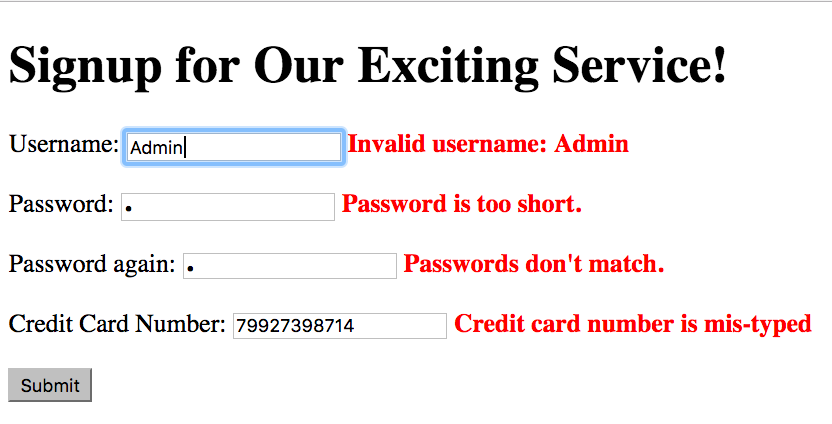 Signup for Our Exciting Service!
Username: Admin Invalid username: Admin
Password: • Password is too short.
Password again: • Passwords don't match.
Credit Card Number: 79927398714 Credit card number is mis-typed
Submit